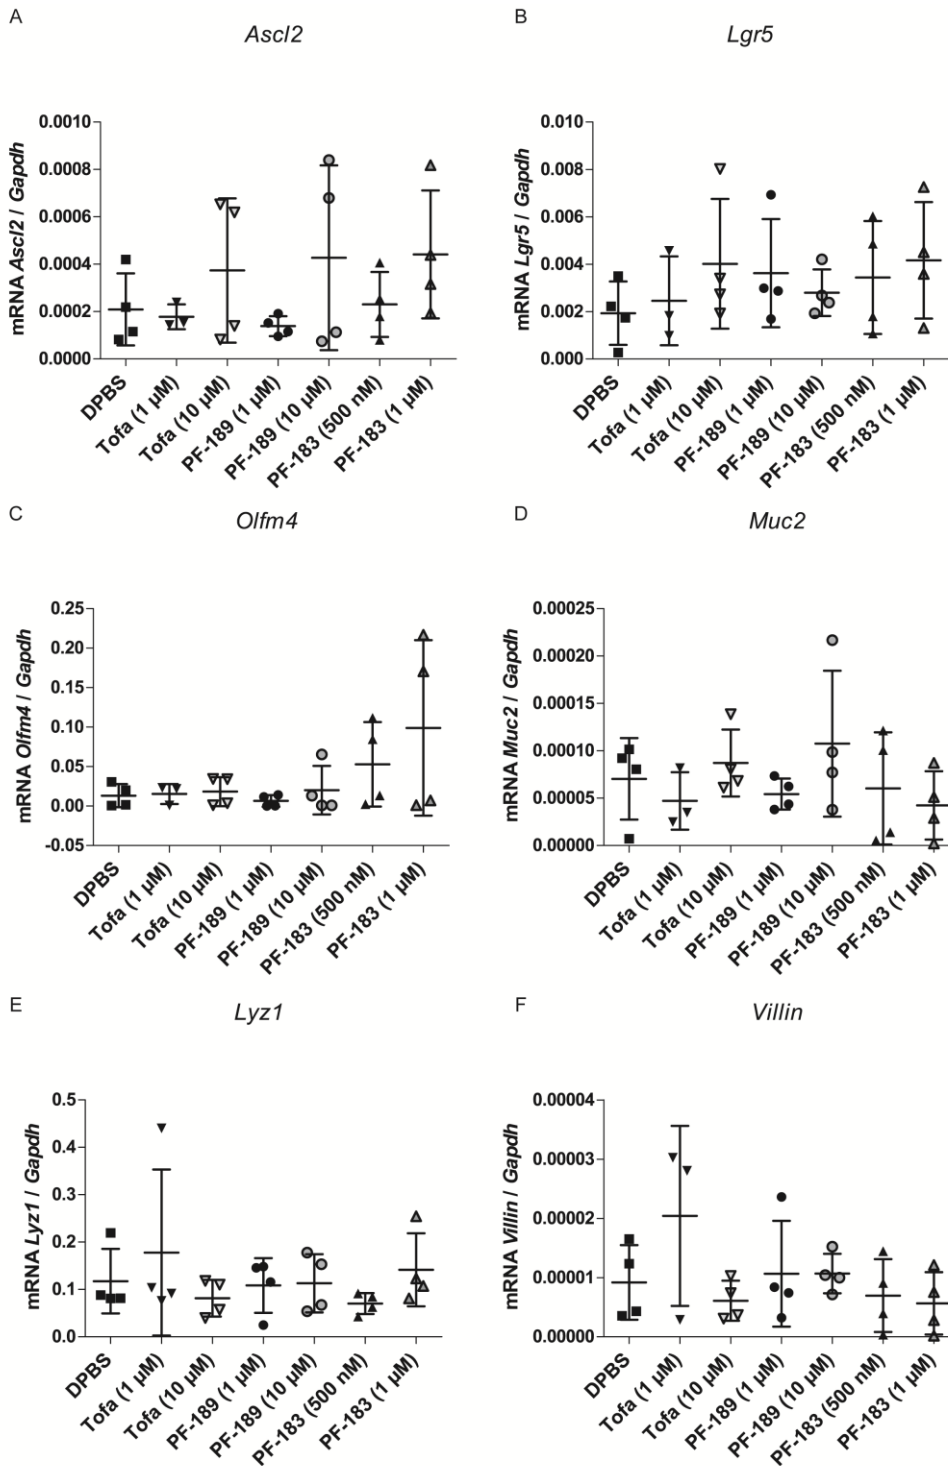 A
Ascl2
mRNA Ascl2 / Gapdh
0.0010
0.0008
0.0006
0.0004
0.0002
0.0000
DPBS
Tofa (1 µM)
Tofa (10 µM)
PF-189 (1 µM)
PF-189 (10 µM)
PF-183 (500 nM)
PF-183 (1 µM)
B
Lgr5
mRNA Lgr5 / Gapdh
0.010
0.008
0.006
0.004
0.002
0.000
DPBS
Tofa (1 µM)
Tofa (10 µM)
PF-189 (1 µM)
PF-189 (10 µM)
PF-183 (500 nM)
PF-183 (1 µM)
C
Olfm4
mRNA Olfm4 / Gapdh
0.25
0.20
0.15
0.10
0.05
0.00
-0.05
DPBS
Tofa (1 µM)
Tofa (10 µM)
PF-189 (1 µM)
PF-189 (10 µM)
PF-183 (500 nM)
PF-183 (1 µM)
D
Muc2
mRNA Muc2 / Gapdh
0.00025
0.00020
0.00015
0.00010
0.00005
0.00000
DPBS
Tofa (1 µM)
Tofa (10 µM)
PF-189 (1 µM)
PF-189 (10 µM)
PF-183 (500 nM)
PF-183 (1 µM)
E
Lyz1
mRNA Lyz1 / Gapdh
0.5
0.4
0.3
0.2
0.1
0.0
DPBS
Tofa (1 µM)
Tofa (10 µM)
PF-189 (1 µM)
PF-189 (10 µM)
PF-183 (500 nM)
PF-183 (1 µM)
F
Villin
mRNA Villin / Gapdh
0.00004
0.00003
0.00002
0.00001
0.00000
DPBS
Tofa (1 µM)
Tofa (10 µM)
PF-189 (1 µM)
PF-189 (10 µM)
PF-183 (500 nM)
PF-183 (1 µM)